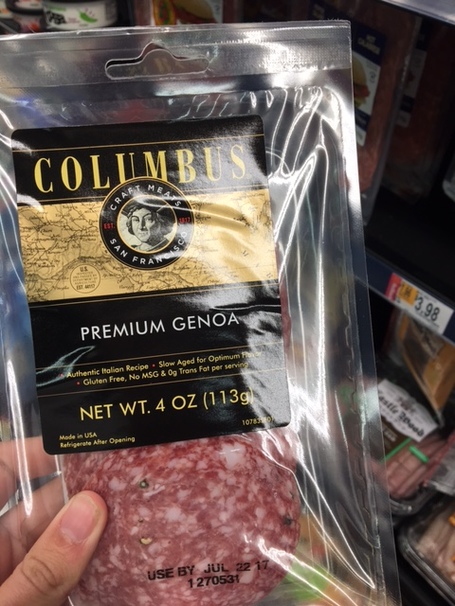 COLUMBUS
CRAFT MEATS
EST.
SAN FRANCISCO
PREMIUM GENOA
Authentic Italian Recipe • Slow Aged for Optimum
• Gluten Free, No MSG & 0g Trans Fat per serving
NET WT. 4 OZ (113g)
Made in USA
Refrigerate After Opening
USE BY JUL 22 17
1270531
3.98